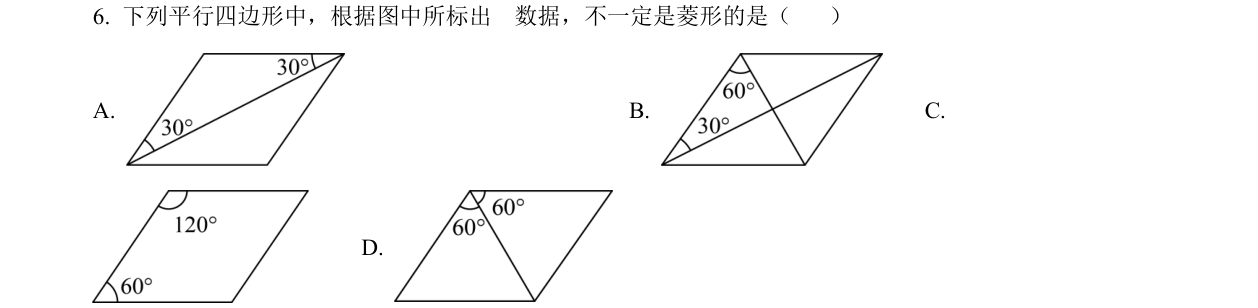 6. 下列平行四边形中，根据图中所标出 数据，不一定是菱形的是（ ）
A. 30° 30° B. 60° 30° C.
120° 60° D. 60° 60°